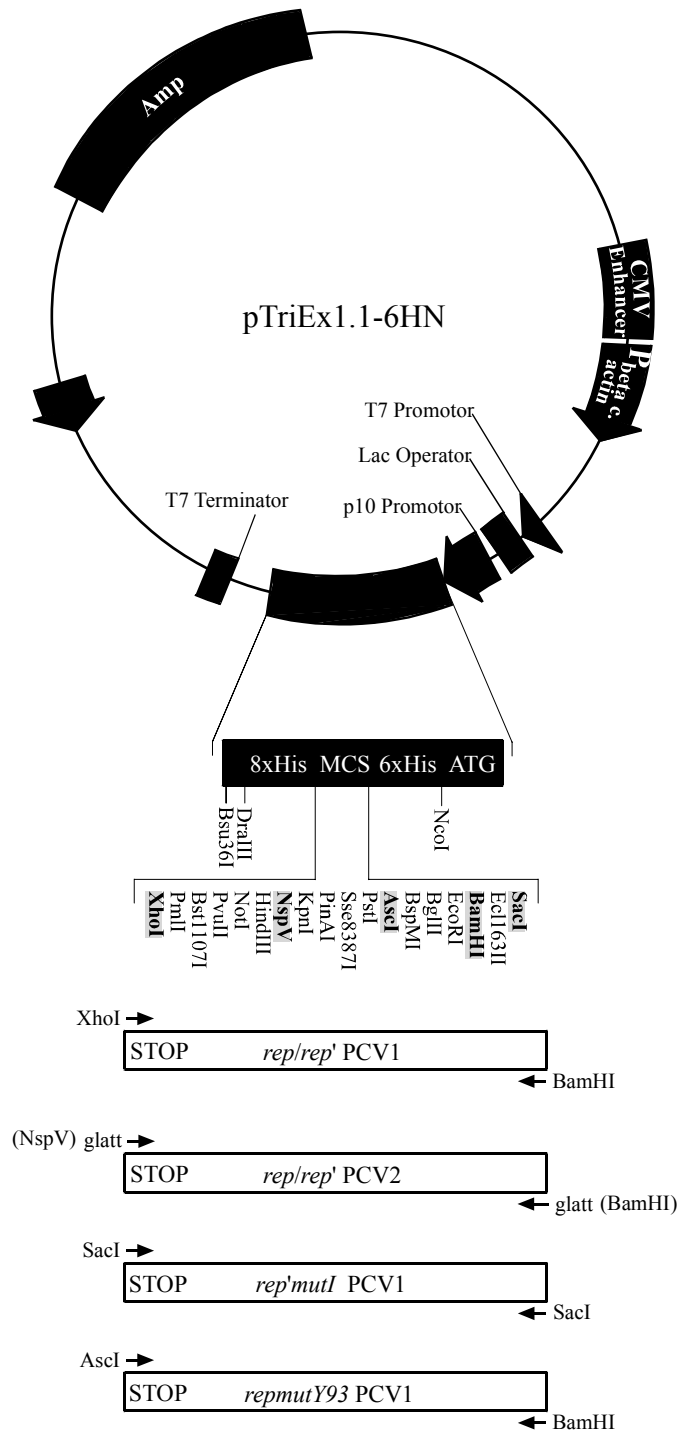 Amp
CMV
Enhancer
P
beta c.
actin
pTriEx1.1-6HN
T7 Promotor
Lac Operator
p10 Promotor
T7 Terminator
8xHis MCS 6xHis ATG
Bsu36I
DraIII
NcoI
XhoI
PmlI
Bst1107I
PvuII
NotI
HindIII
NspV
KpnI
PinAI
Sse8387I
PstI
AscI
BspMI
BglII
EcoRI
BamHI
Ecl163II
SacI
XhoI
STOP rep/rep' PCV1
BamHI
(NspV) glatt
STOP rep/rep' PCV2
glatt (BamHI)
SacI
STOP rep'mutI PCV1
SacI
AscI
STOP repmutY93 PCV1
BamHI